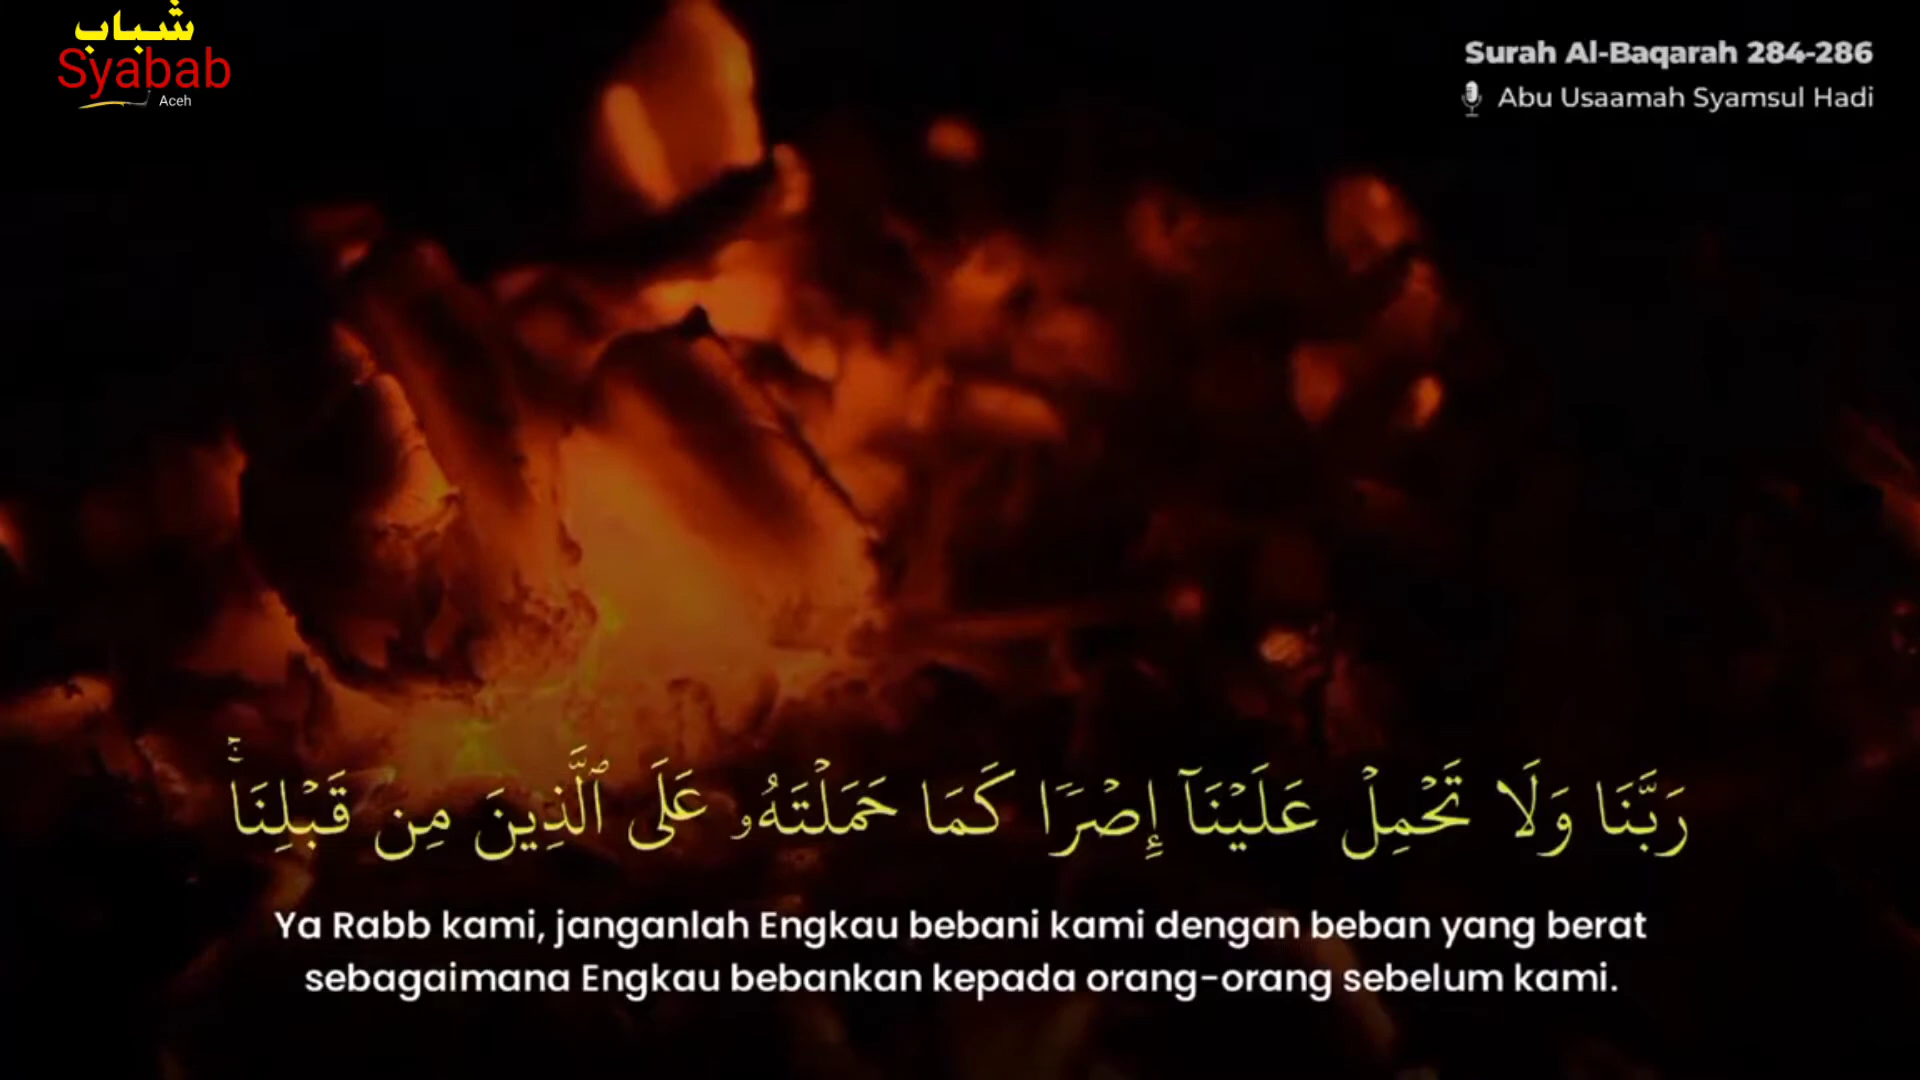 شباب
Syabab
Aceh
Surah Al-Baqarah 284-286
Abu Usaamah Syamsul Hadi
رَبَّنَا وَلَا تَحْمِلْ عَلَيْنَآ إِصْرًا كَمَا حَمَلْتَهُۥ عَلَى ٱلَّذِينَ مِن قَبْلِنَاۚ
Ya Rabb kami, janganlah Engkau bebani kami dengan beban yang berat
sebagaimana Engkau bebankan kepada orang-orang sebelum kami.